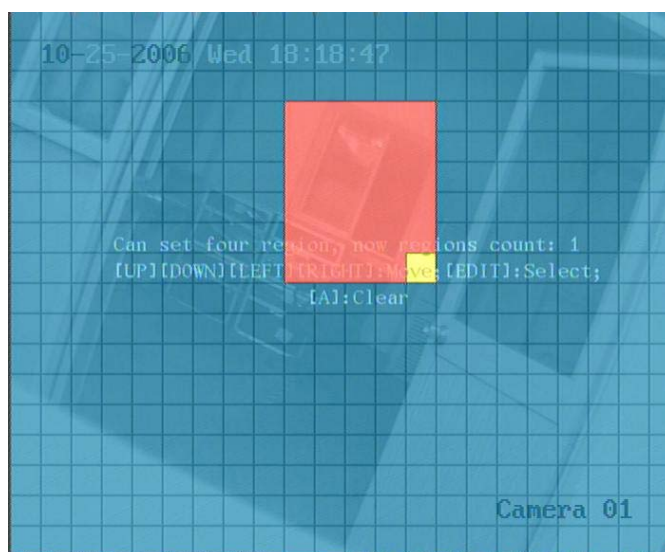 10-25-2006 Wed 18:18:47
Can set four region, now regions count: 1
[UP][DOWN][LEFT][RIGHT]:Move;[EDIT]:Select;
[A]:Clear
Camera 01